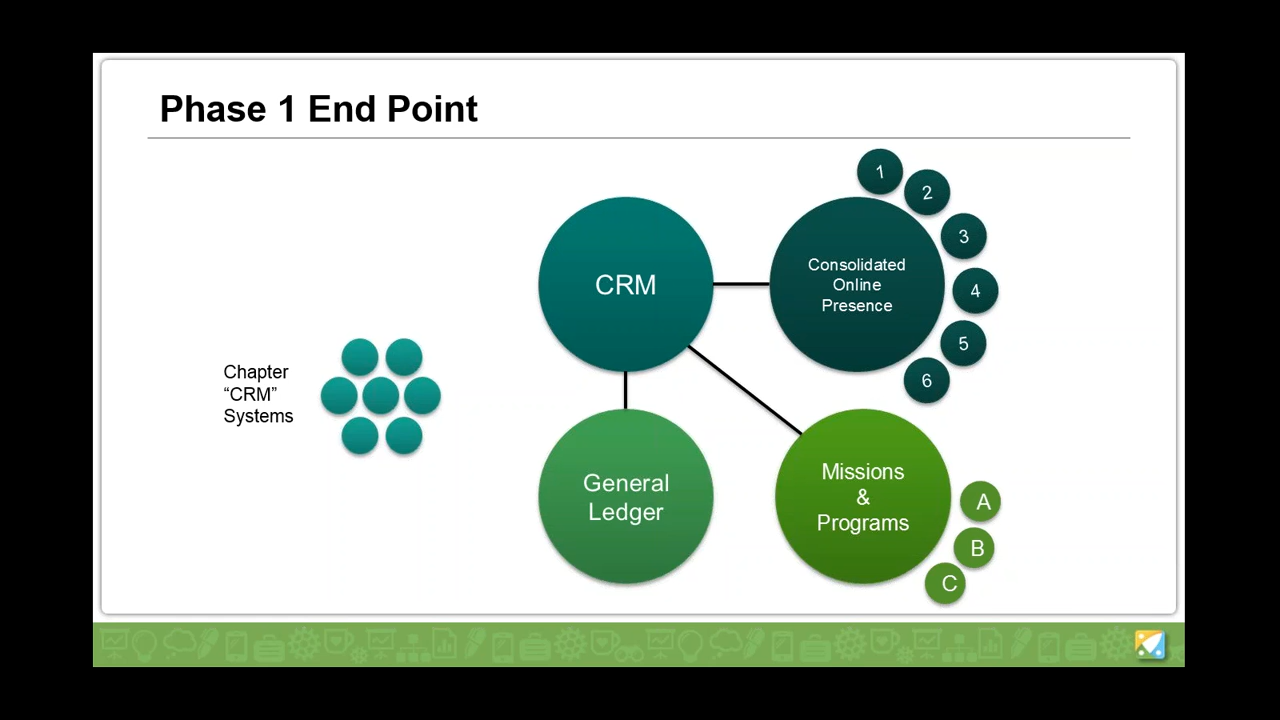 Phase 1 End Point
Chapter
“CRM”
Systems
CRM
Consolidated
Online
Presence
1
2
3
4
5
6
General
Ledger
Missions
&
Programs
A
B
C